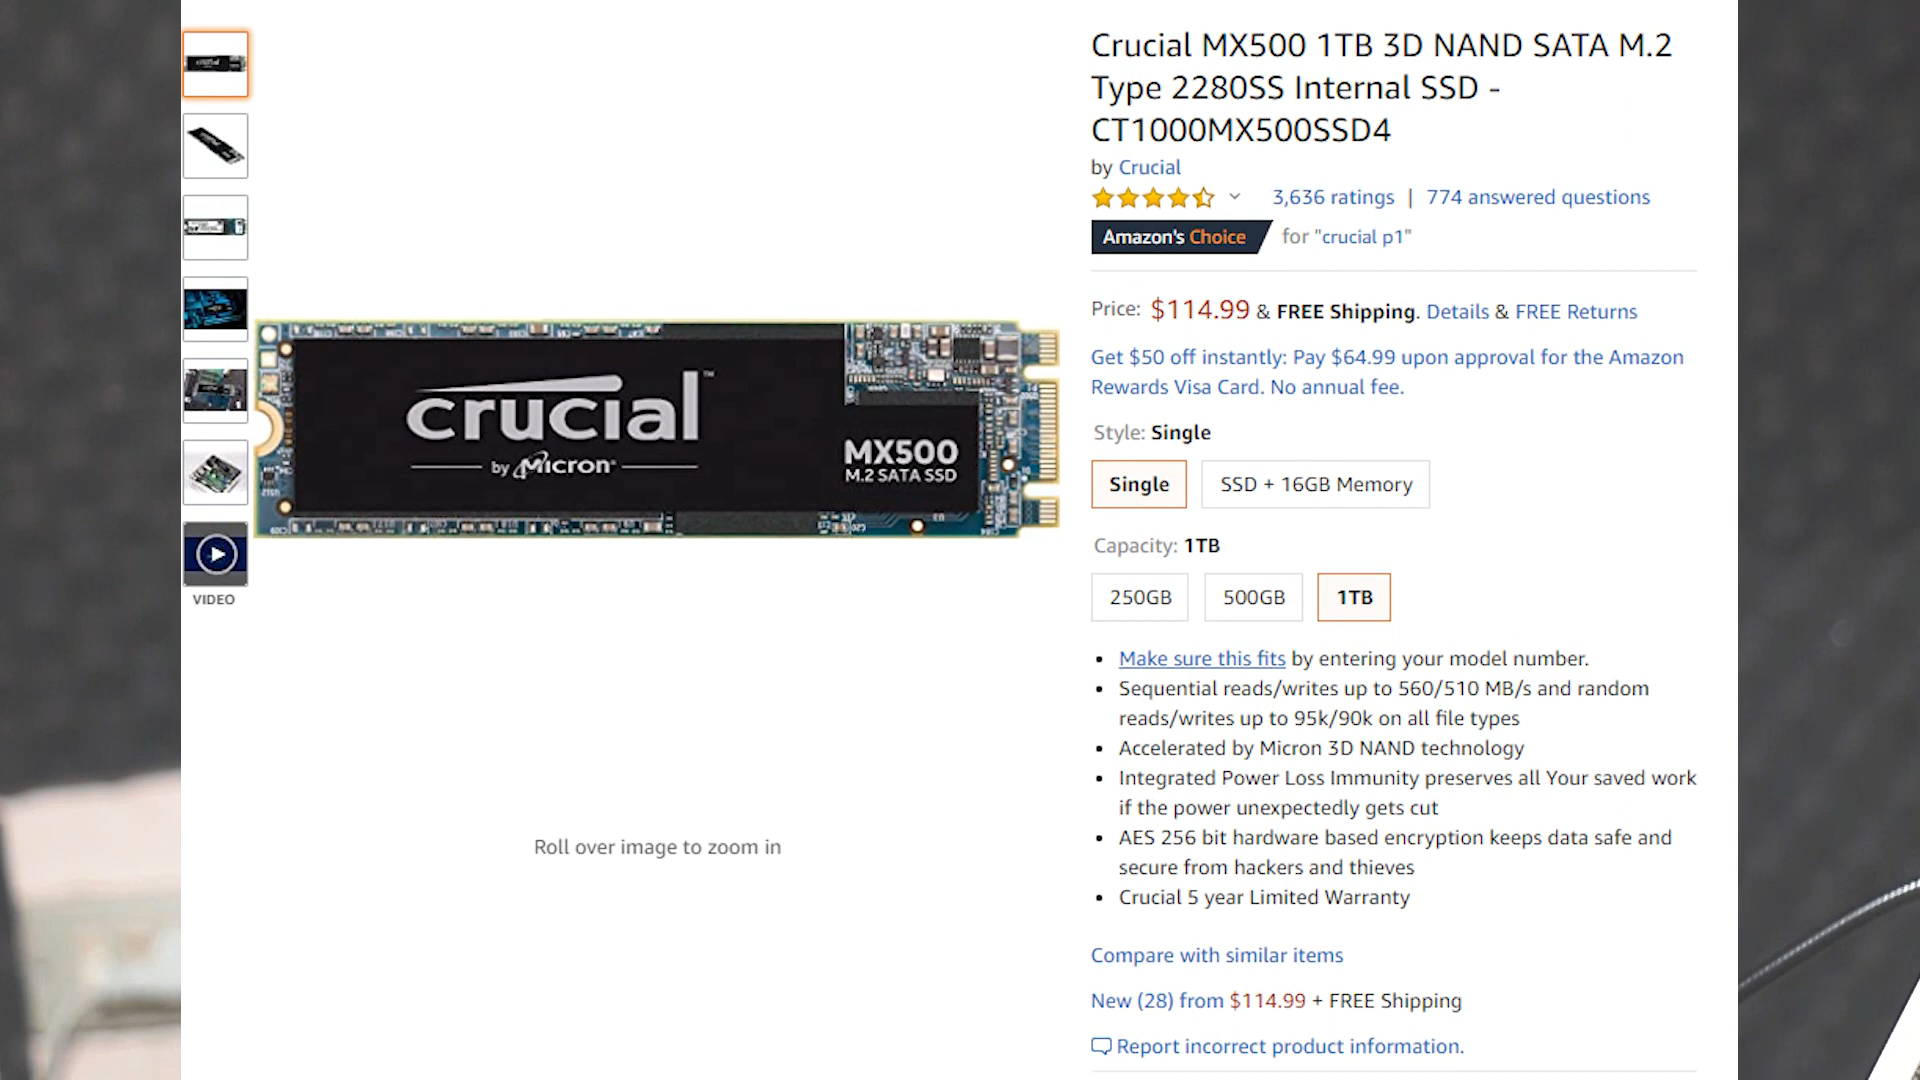 Crucial MX500 1TB 3D NAND SATA M.2
Type 2280SS Internal SSD -
CT1000MX500SSD4
by Crucial
3,636 ratings | 774 answered questions
Amazon's Choice for "crucial p1"
Price: $114.99 & FREE Shipping. Details & FREE Returns
Get $50 off instantly: Pay $64.99 upon approval for the Amazon
Rewards Visa Card. No annual fee.
Style: Single
Single
SSD + 16GB Memory
Capacity: 1TB
250GB
500GB
1TB
• Make sure this fits by entering your model number.
• Sequential reads/writes up to 560/510 MB/s and random
reads/writes up to 95k/90k on all file types
• Accelerated by Micron 3D NAND technology
• Integrated Power Loss Immunity preserves all Your saved work
if the power unexpectedly gets cut
• AES 256 bit hardware based encryption keeps data safe and
secure from hackers and thieves
• Crucial 5 year Limited Warranty
Compare with similar items
New (28) from $114.99 + FREE Shipping
Report incorrect product information.
crucial™
by Micron®
MX500
M.2 SATA SSD
VIDEO
Roll over image to zoom in